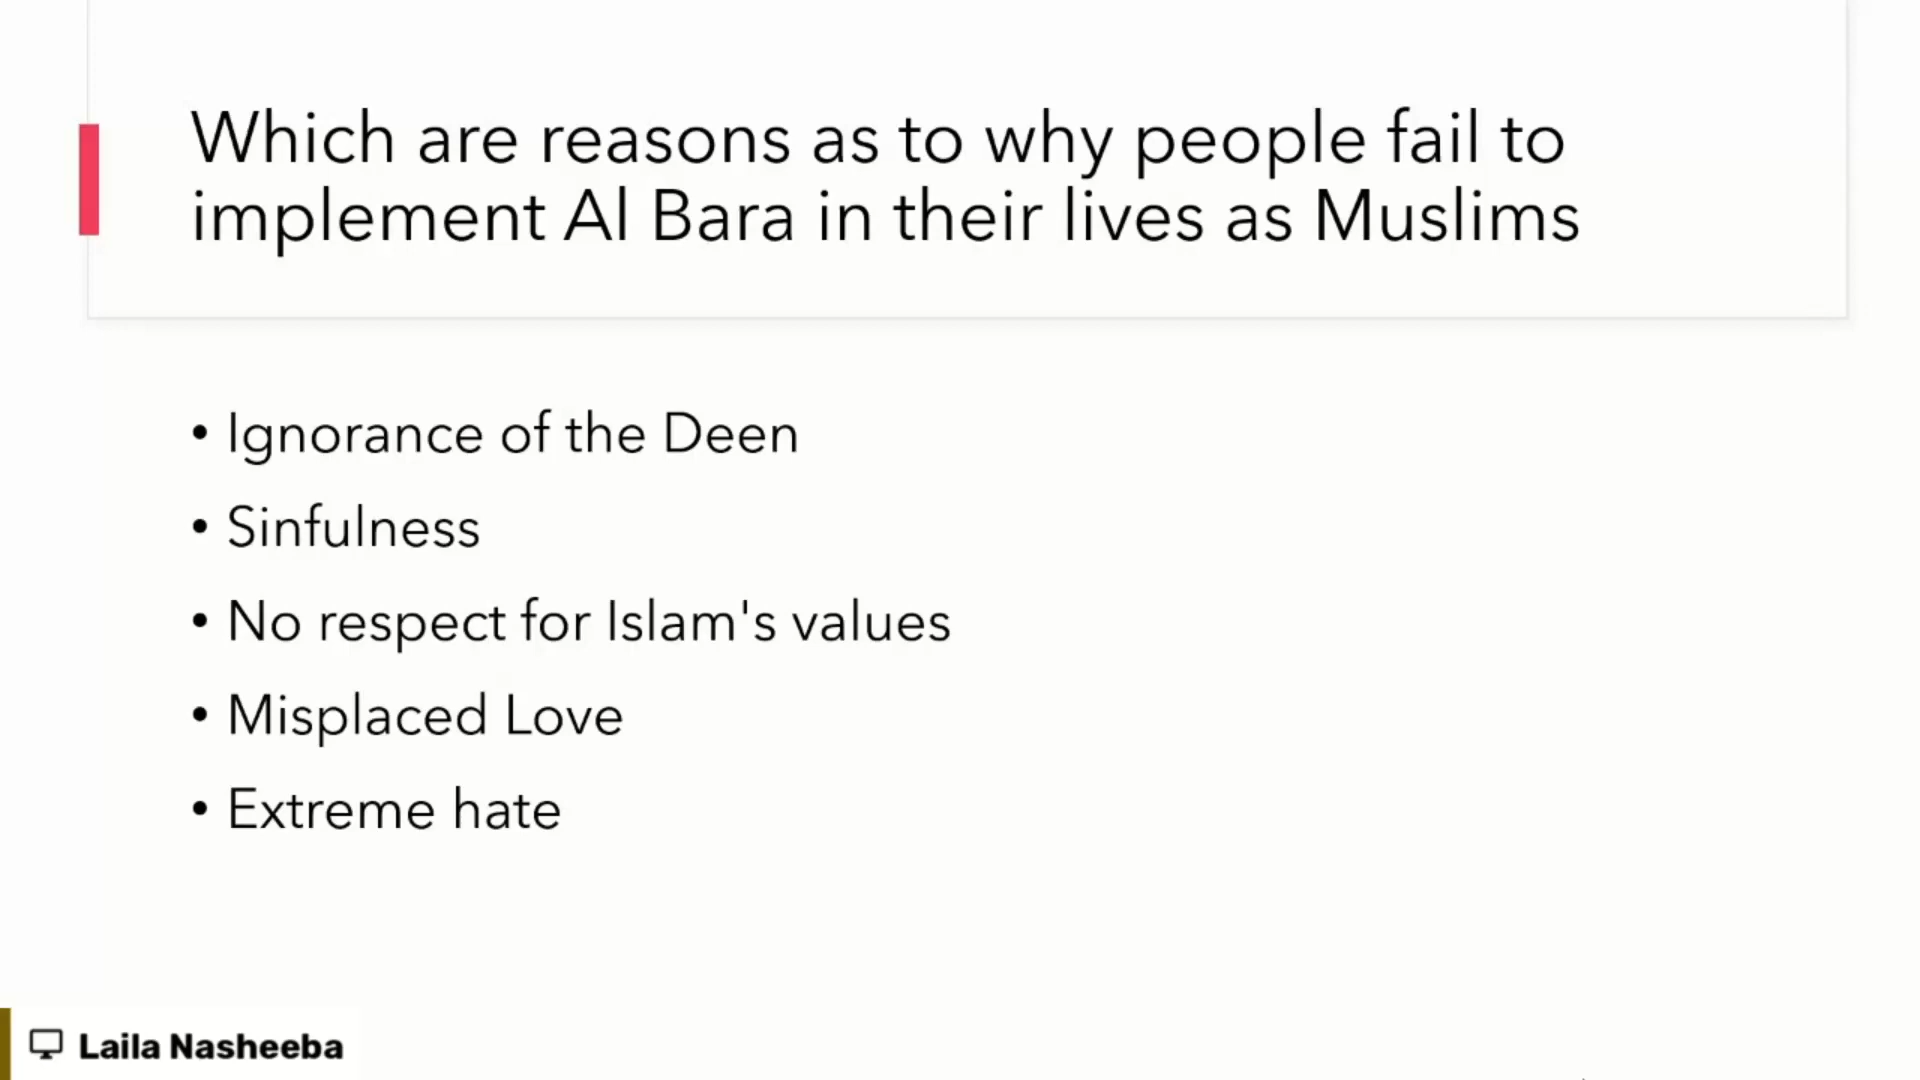 Which are reasons as to why people fail to
implement Al Bara in their lives as Muslims
• Ignorance of the Deen
• Sinfulness
• No respect for Islam's values
• Misplaced Love
• Extreme hate
Laila Nasheeba